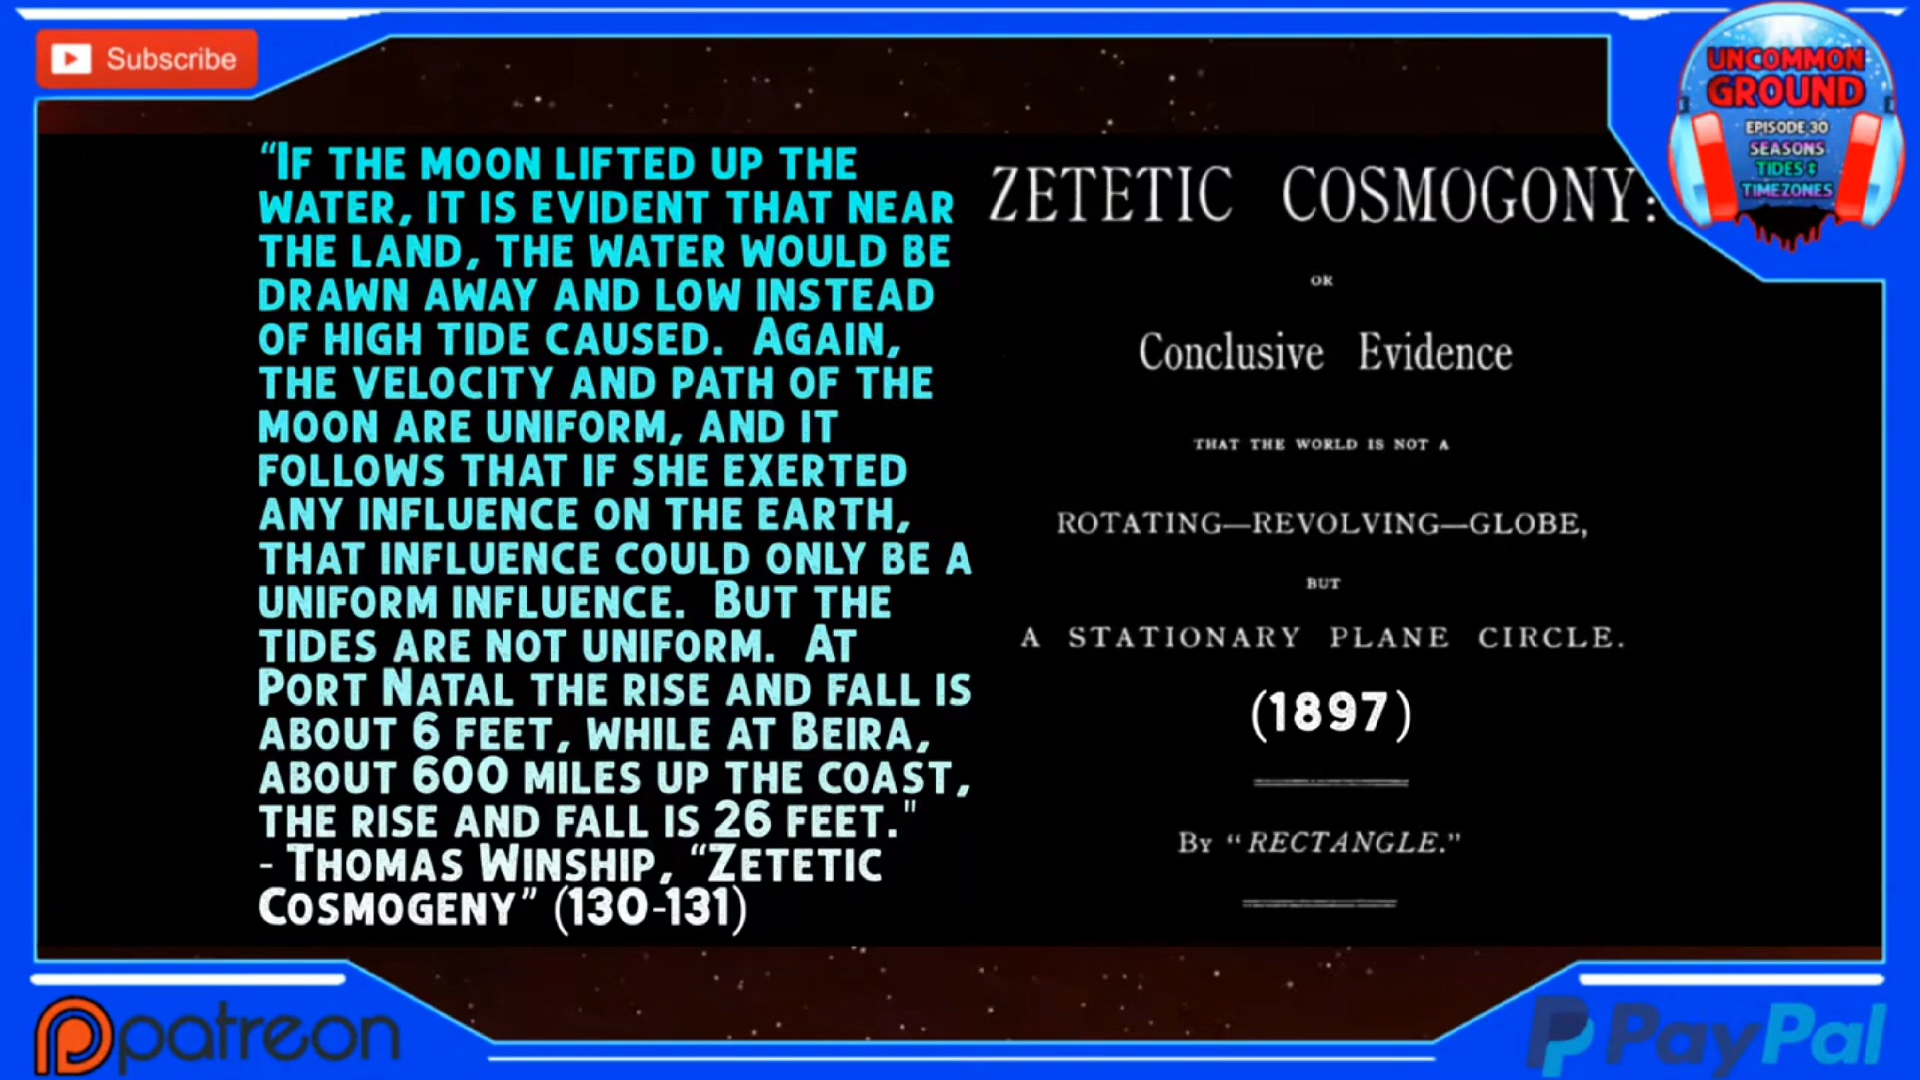 Subscribe
UNCOMMON
GROUND
EPISODE 30
SEASONS
TIDES &
TIMEZONES
“IF THE MOON LIFTED UP THE
WATER, IT IS EVIDENT THAT NEAR
THE LAND, THE WATER WOULD BE
DRAWN AWAY AND LOW INSTEAD
OF HIGH TIDE CAUSED. AGAIN,
THE VELOCITY AND PATH OF THE
MOON ARE UNIFORM, AND IT
FOLLOWS THAT IF SHE EXERTED
ANY INFLUENCE ON THE EARTH,
THAT INFLUENCE COULD ONLY BE A
UNIFORM INFLUENCE. BUT THE
TIDES ARE NOT UNIFORM. AT
PORT NATAL THE RISE AND FALL IS
ABOUT 6 FEET, WHILE AT BEIRA,
ABOUT 600 MILES UP THE COAST,
THE RISE AND FALL IS 26 FEET."
- THOMAS WINSHIP, “ZETETIC
COSMOGENY” (130-131)
ZETETIC COSMOGONY:
OR
Conclusive Evidence
THAT THE WORLD IS NOT A
ROTATING—REVOLVING—GLOBE,
BUT
A STATIONARY PLANE CIRCLE.
(1897)
By “RECTANGLE.”
patreon
PayPal